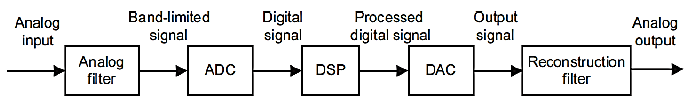 Analog
input
Band-limited
signal
Digital
signal
Processed
digital signal
Output
signal
Analog
output
Analog
filter
ADC
DSP
DAC
Reconstruction
filter